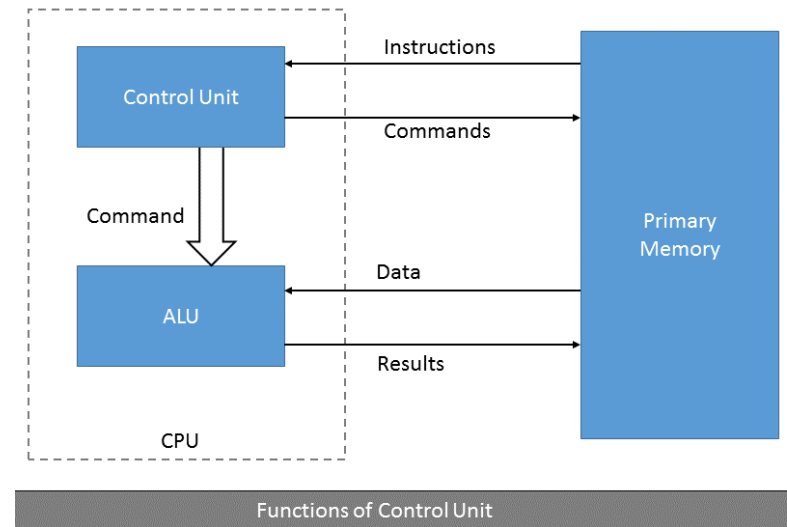 Instructions
Control Unit
Commands
Command
Primary
Memory
Data
ALU
Results
CPU
Functions of Control Unit